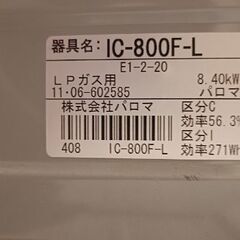 器具名: IC-800F-L
E1-2-20
LPガス用 8.40kW
11・06-602585 パロマ
株式会社パロマ 区分C
効率56.3%
区分I
408 IC-800F-L 効率271Wh